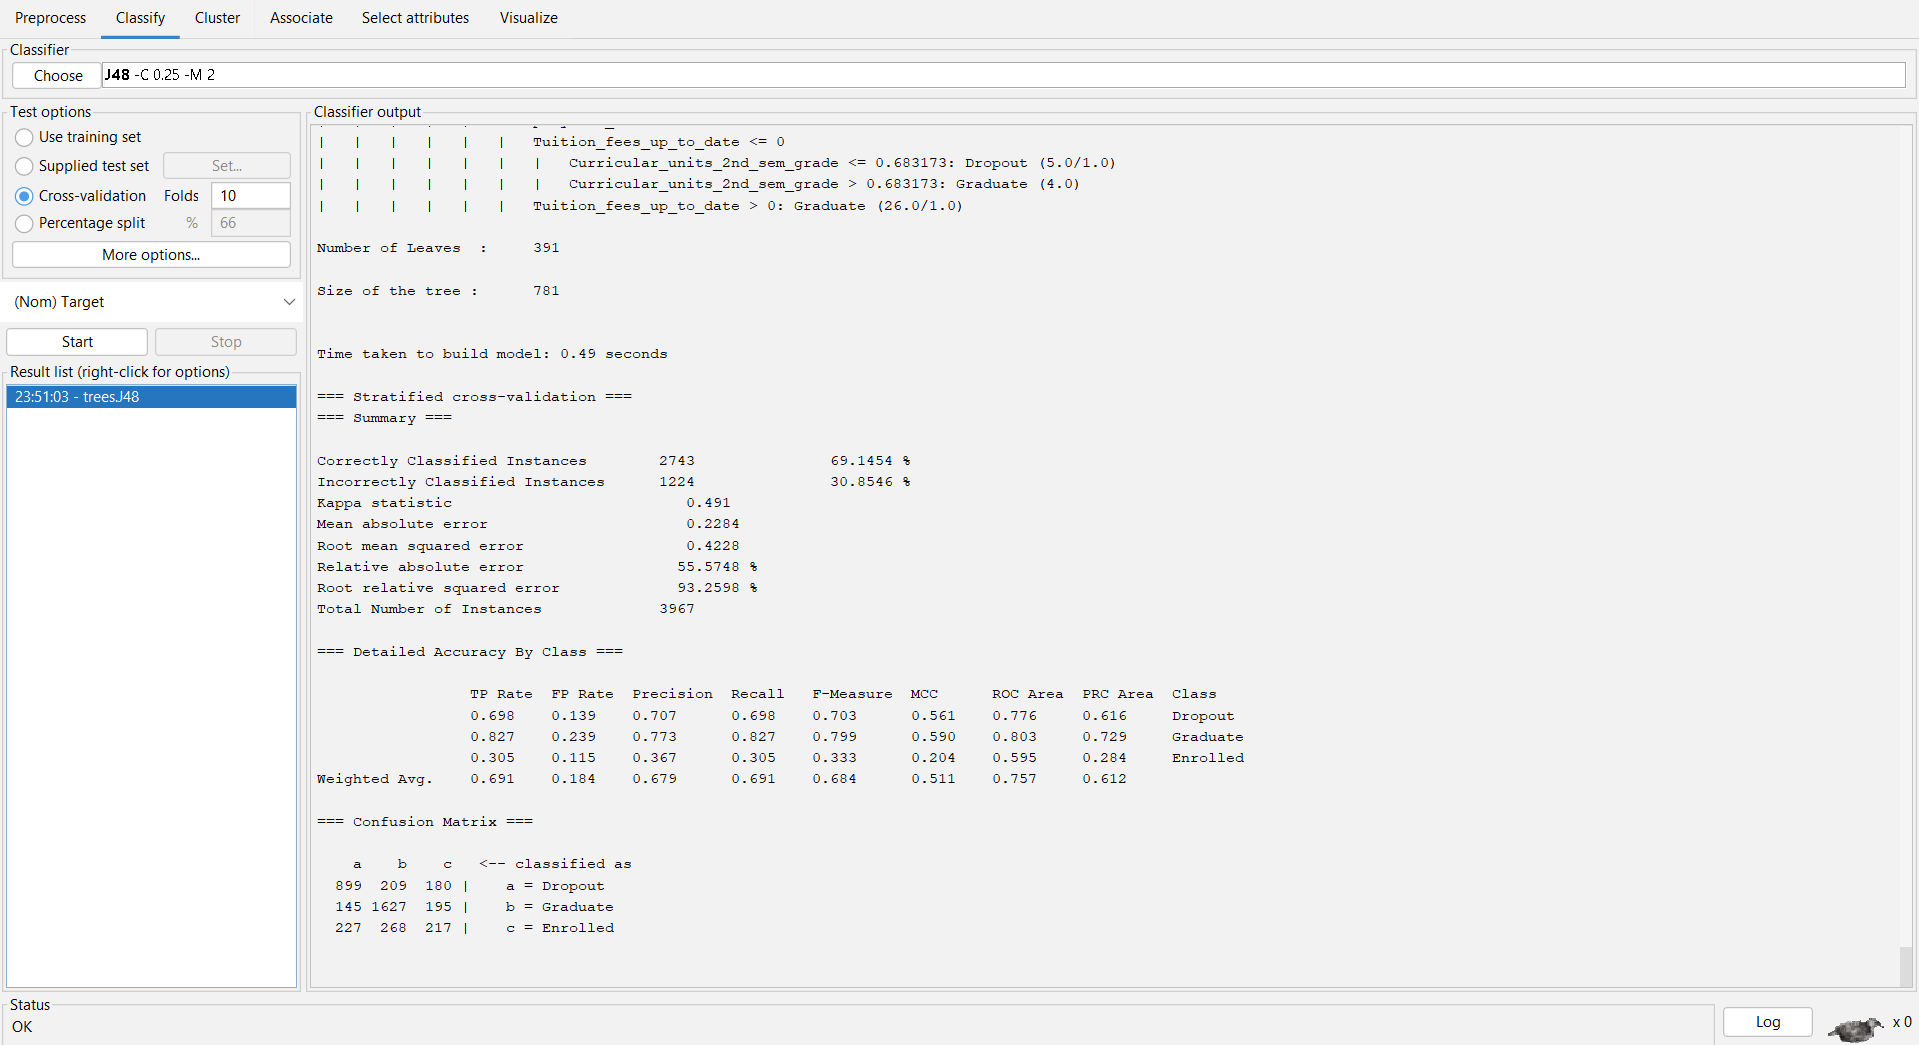 Preprocess Classify Cluster Associate Select attributes Visualize
Classifier
Choose J48 -C 0.25 -M 2
Test options
Use training set
Supplied test set Set...
Cross-validation Folds 10
Percentage split % 66
More options...
(Nom) Target
Start Stop
Result list (right-click for options)
23:51:03 - trees.J48
Classifier output
| | | | | | Tuition_fees_up_to_date <= 0
| | | | | | | Curricular_units_2nd_sem_grade <= 0.683173: Dropout (5.0/1.0)
| | | | | | | Curricular_units_2nd_sem_grade > 0.683173: Graduate (4.0)
| | | | | | Tuition_fees_up_to_date > 0: Graduate (26.0/1.0)
Number of Leaves : 391
Size of the tree : 781
Time taken to build model: 0.49 seconds
=== Stratified cross-validation ===
=== Summary ===
Correctly Classified Instances 2743 69.1454 %
Incorrectly Classified Instances 1224 30.8546 %
Kappa statistic 0.491
Mean absolute error 0.2284
Root mean squared error 0.4228
Relative absolute error 55.5748 %
Root relative squared error 93.2598 %
Total Number of Instances 3967
=== Detailed Accuracy By Class ===
TP Rate FP Rate Precision Recall F-Measure MCC ROC Area PRC Area Class
0.698 0.139 0.707 0.698 0.703 0.561 0.776 0.616 Dropout
0.827 0.239 0.773 0.827 0.799 0.590 0.803 0.729 Graduate
0.305 0.115 0.367 0.305 0.333 0.204 0.595 0.284 Enrolled
Weighted Avg. 0.691 0.184 0.679 0.691 0.684 0.511 0.757 0.612
=== Confusion Matrix ===
a b c <-- classified as
899 209 180 | a = Dropout
145 1627 195 | b = Graduate
227 268 217 | c = Enrolled
Status
OK
Log x 0